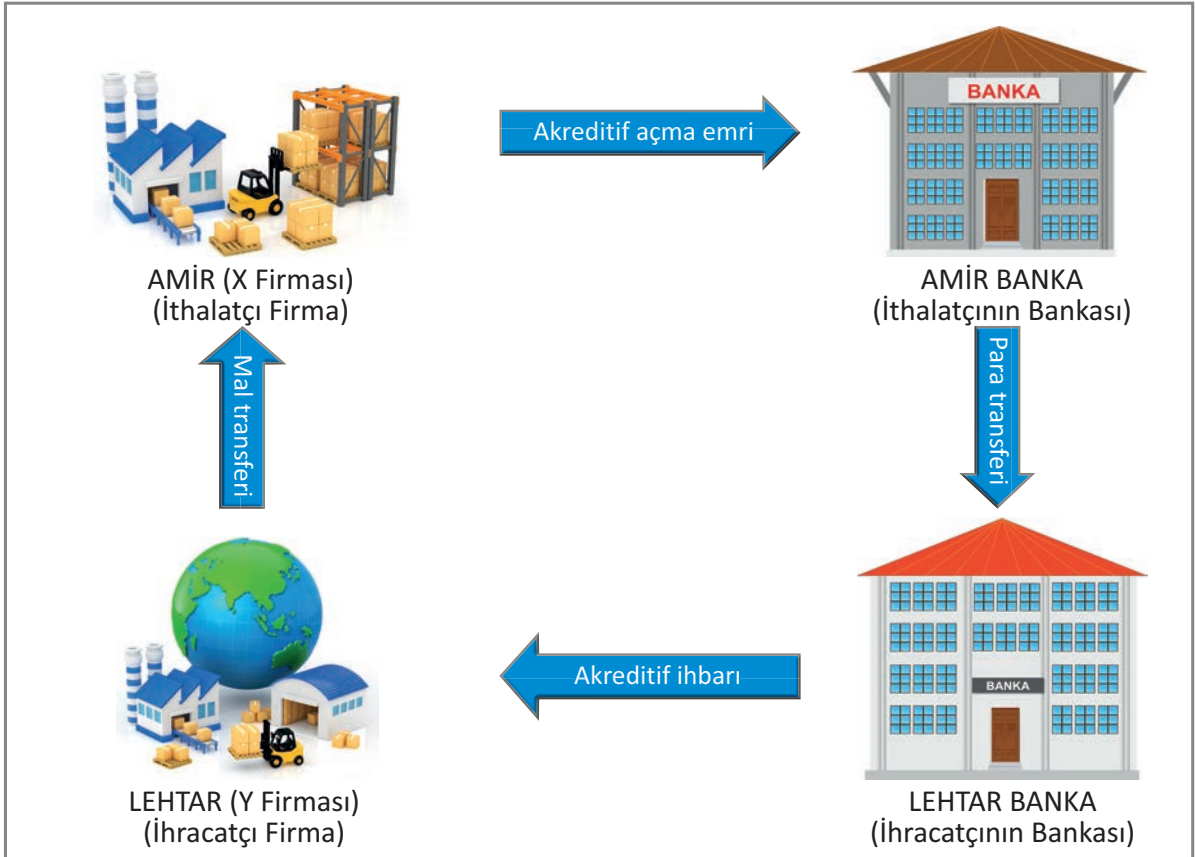 Akreditif açma emri
BANKA
AMİR (X Firması)
(İthalatçı Firma)
AMİR BANKA
(İthalatçının Bankası)
Mal transferi
Para transferi
Akreditif ihbarı
BANKA
LEHTAR (Y Firması)
(İhracatçı Firma)
LEHTAR BANKA
(İhracatçının Bankası)